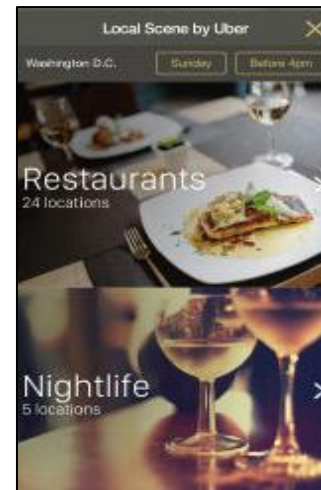 Local Scene by Uber
Washington D.C. Sunday Before 4pm
Restaurants
24 locations
Nightlife
5 locations